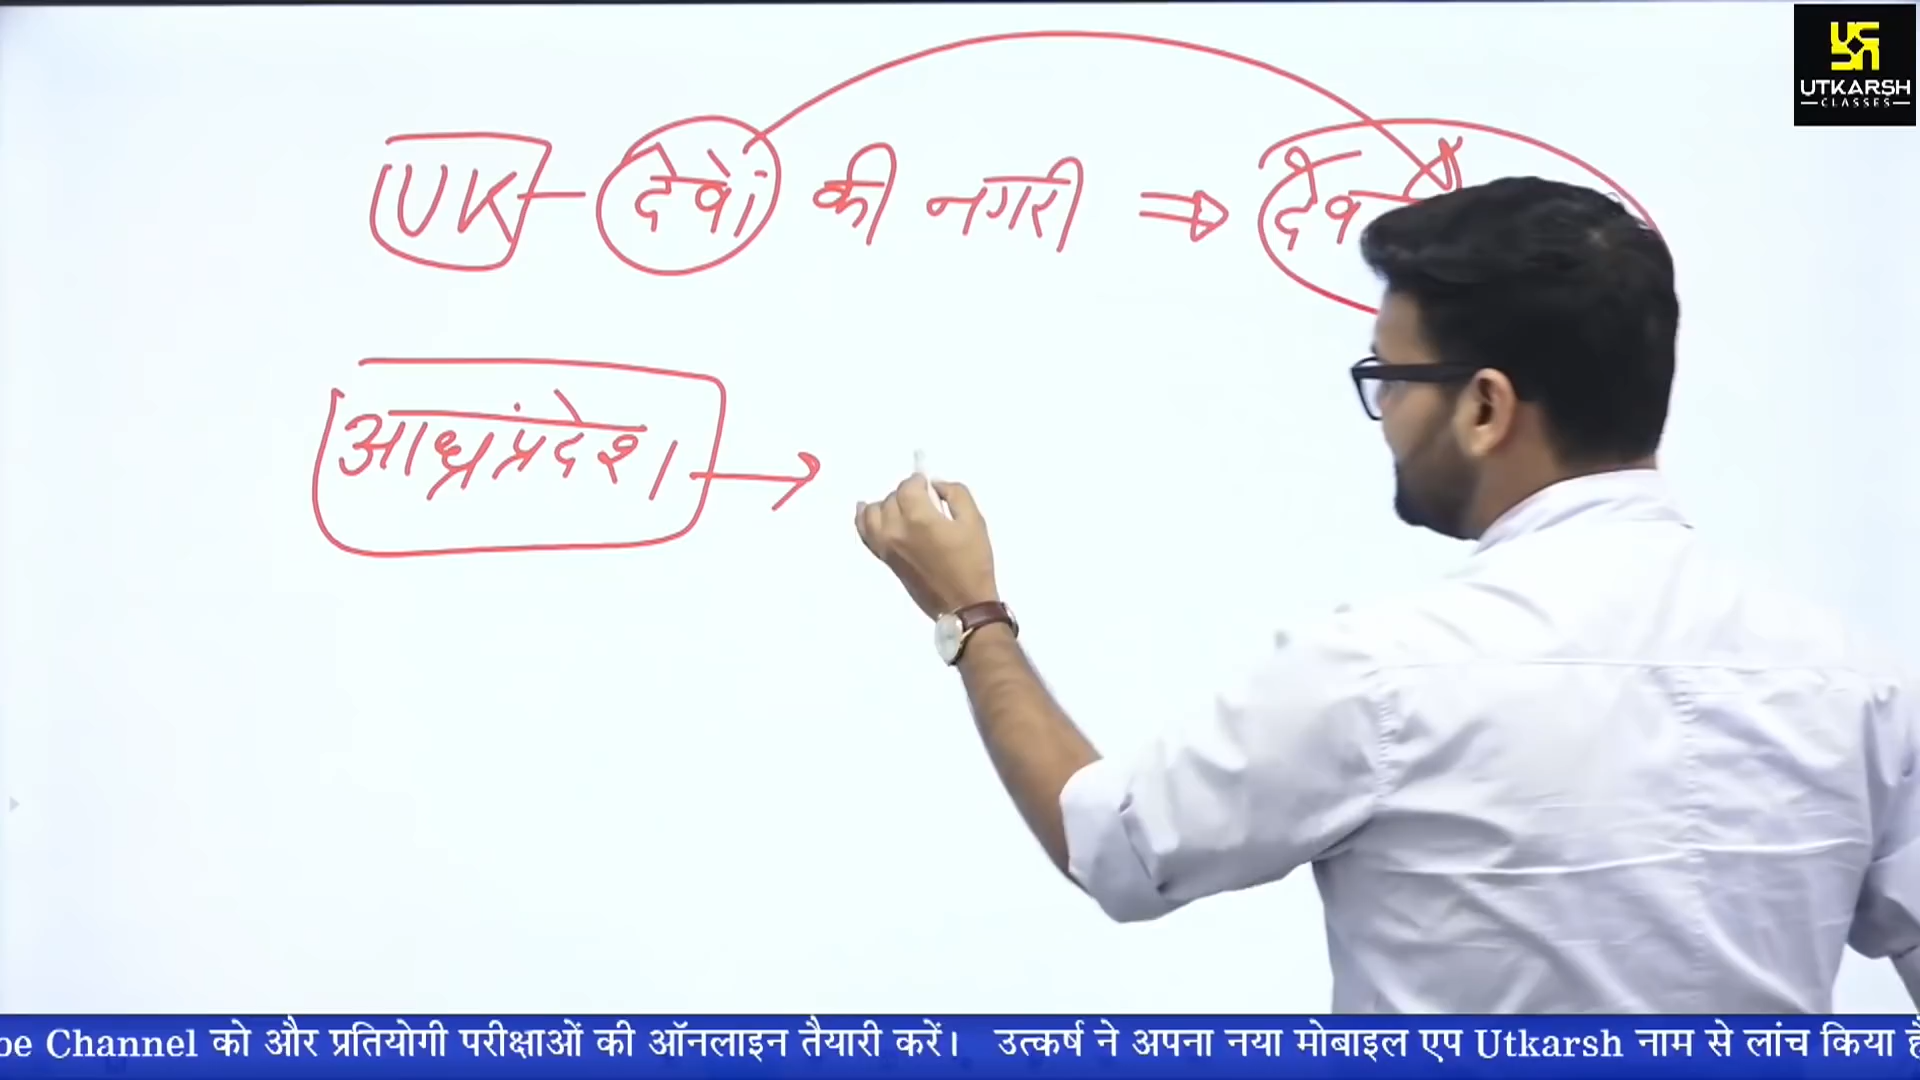 UTKARSH
CLASSES
UK - देवों की नगरी ⇒
आध्रप्रंदेश →
be Channel को और प्रतियोगी परीक्षाओं की ऑनलाइन तैयारी करें। उत्कर्ष ने अपना नया मोबाइल एप Utkarsh नाम से लांच किया है